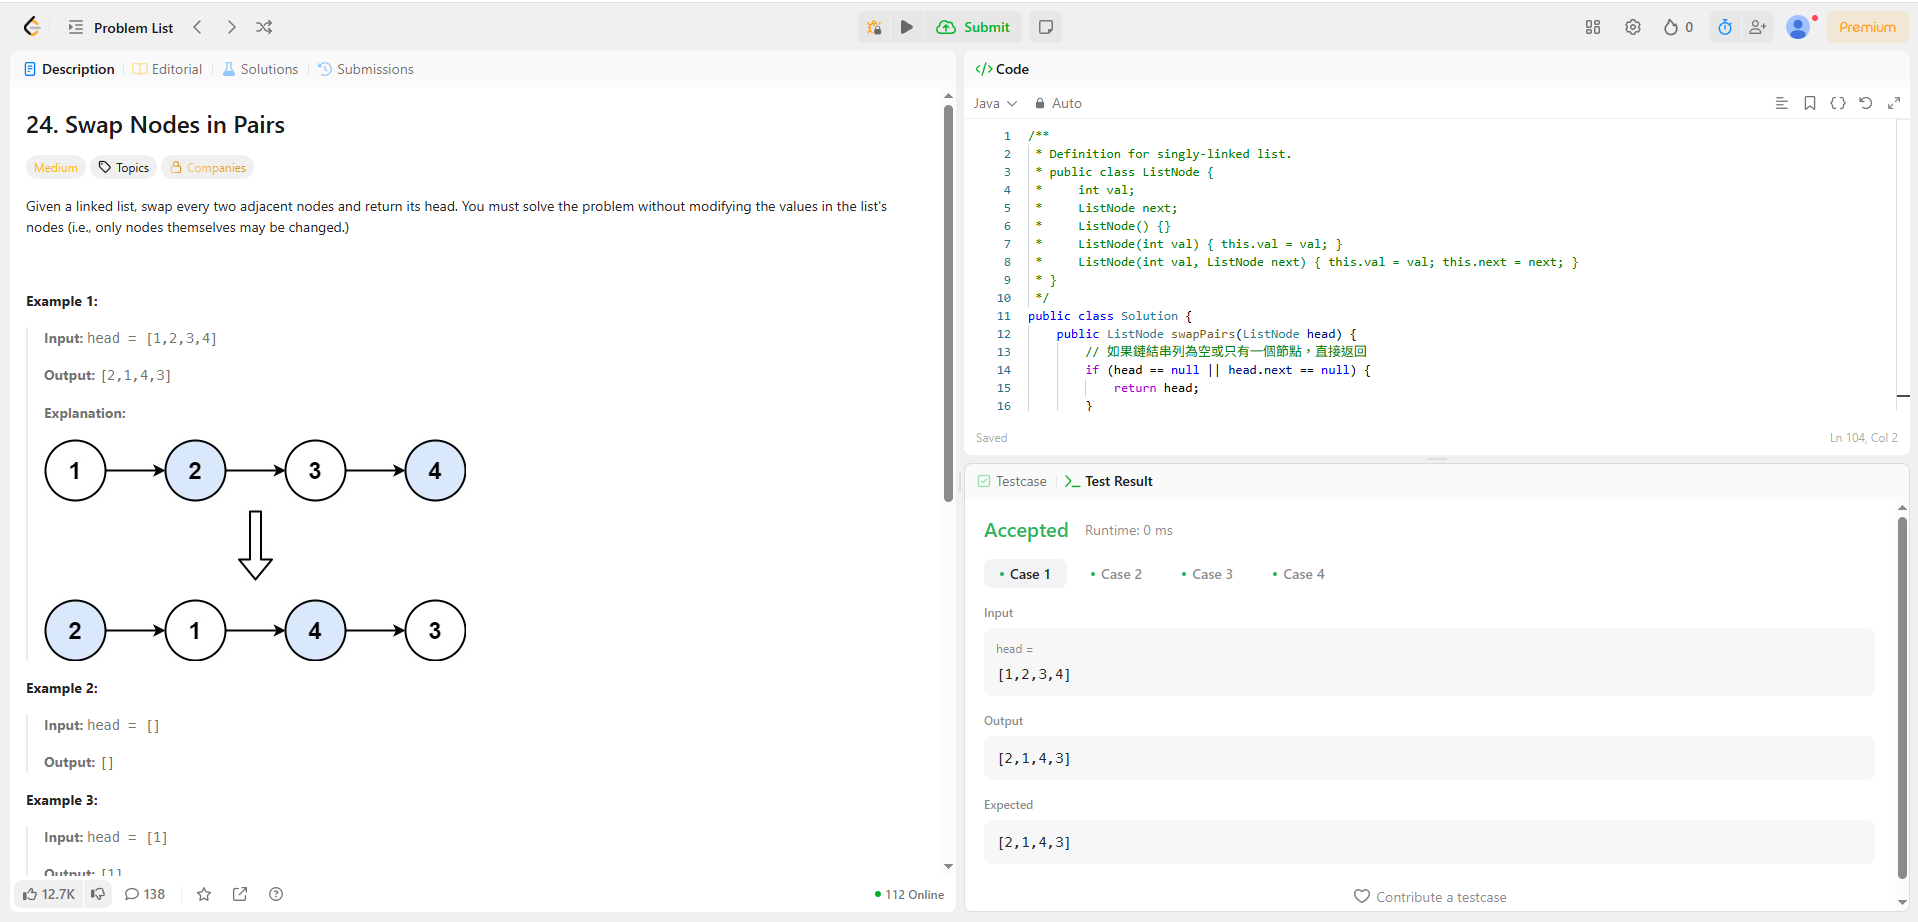 Problem List
Submit
0
Premium
Description
Editorial
Solutions
Submissions
24. Swap Nodes in Pairs
Medium
Topics
Companies
Given a linked list, swap every two adjacent nodes and return its head. You must solve the problem without modifying the values in the list's
nodes (i.e., only nodes themselves may be changed.)
Example 1:
Input: head = [1,2,3,4]
Output: [2,1,4,3]
Explanation:
1 2 3 4
2 1 4 3
Example 2:
Input: head = []
Output: []
Example 3:
Input: head = [1]
Output: [1]
12.7K
138
112 Online
</> Code
Java
Auto
1 /**
2 * Definition for singly-linked list.
3 * public class ListNode {
4 *     int val;
5 *     ListNode next;
6 *     ListNode() {}
7 *     ListNode(int val) { this.val = val; }
8 *     ListNode(int val, ListNode next) { this.val = val; this.next = next; }
9 * }
10 */
11 public class Solution {
12     public ListNode swapPairs(ListNode head) {
13         // 如果鏈結串列為空或只有一個節點，直接返回
14         if (head == null || head.next == null) {
15             return head;
16         }
Saved
Ln 104, Col 2
Testcase
Test Result
Accepted
Runtime: 0 ms
Case 1
Case 2
Case 3
Case 4
Input
head =
[1,2,3,4]
Output
[2,1,4,3]
Expected
[2,1,4,3]
Contribute a testcase